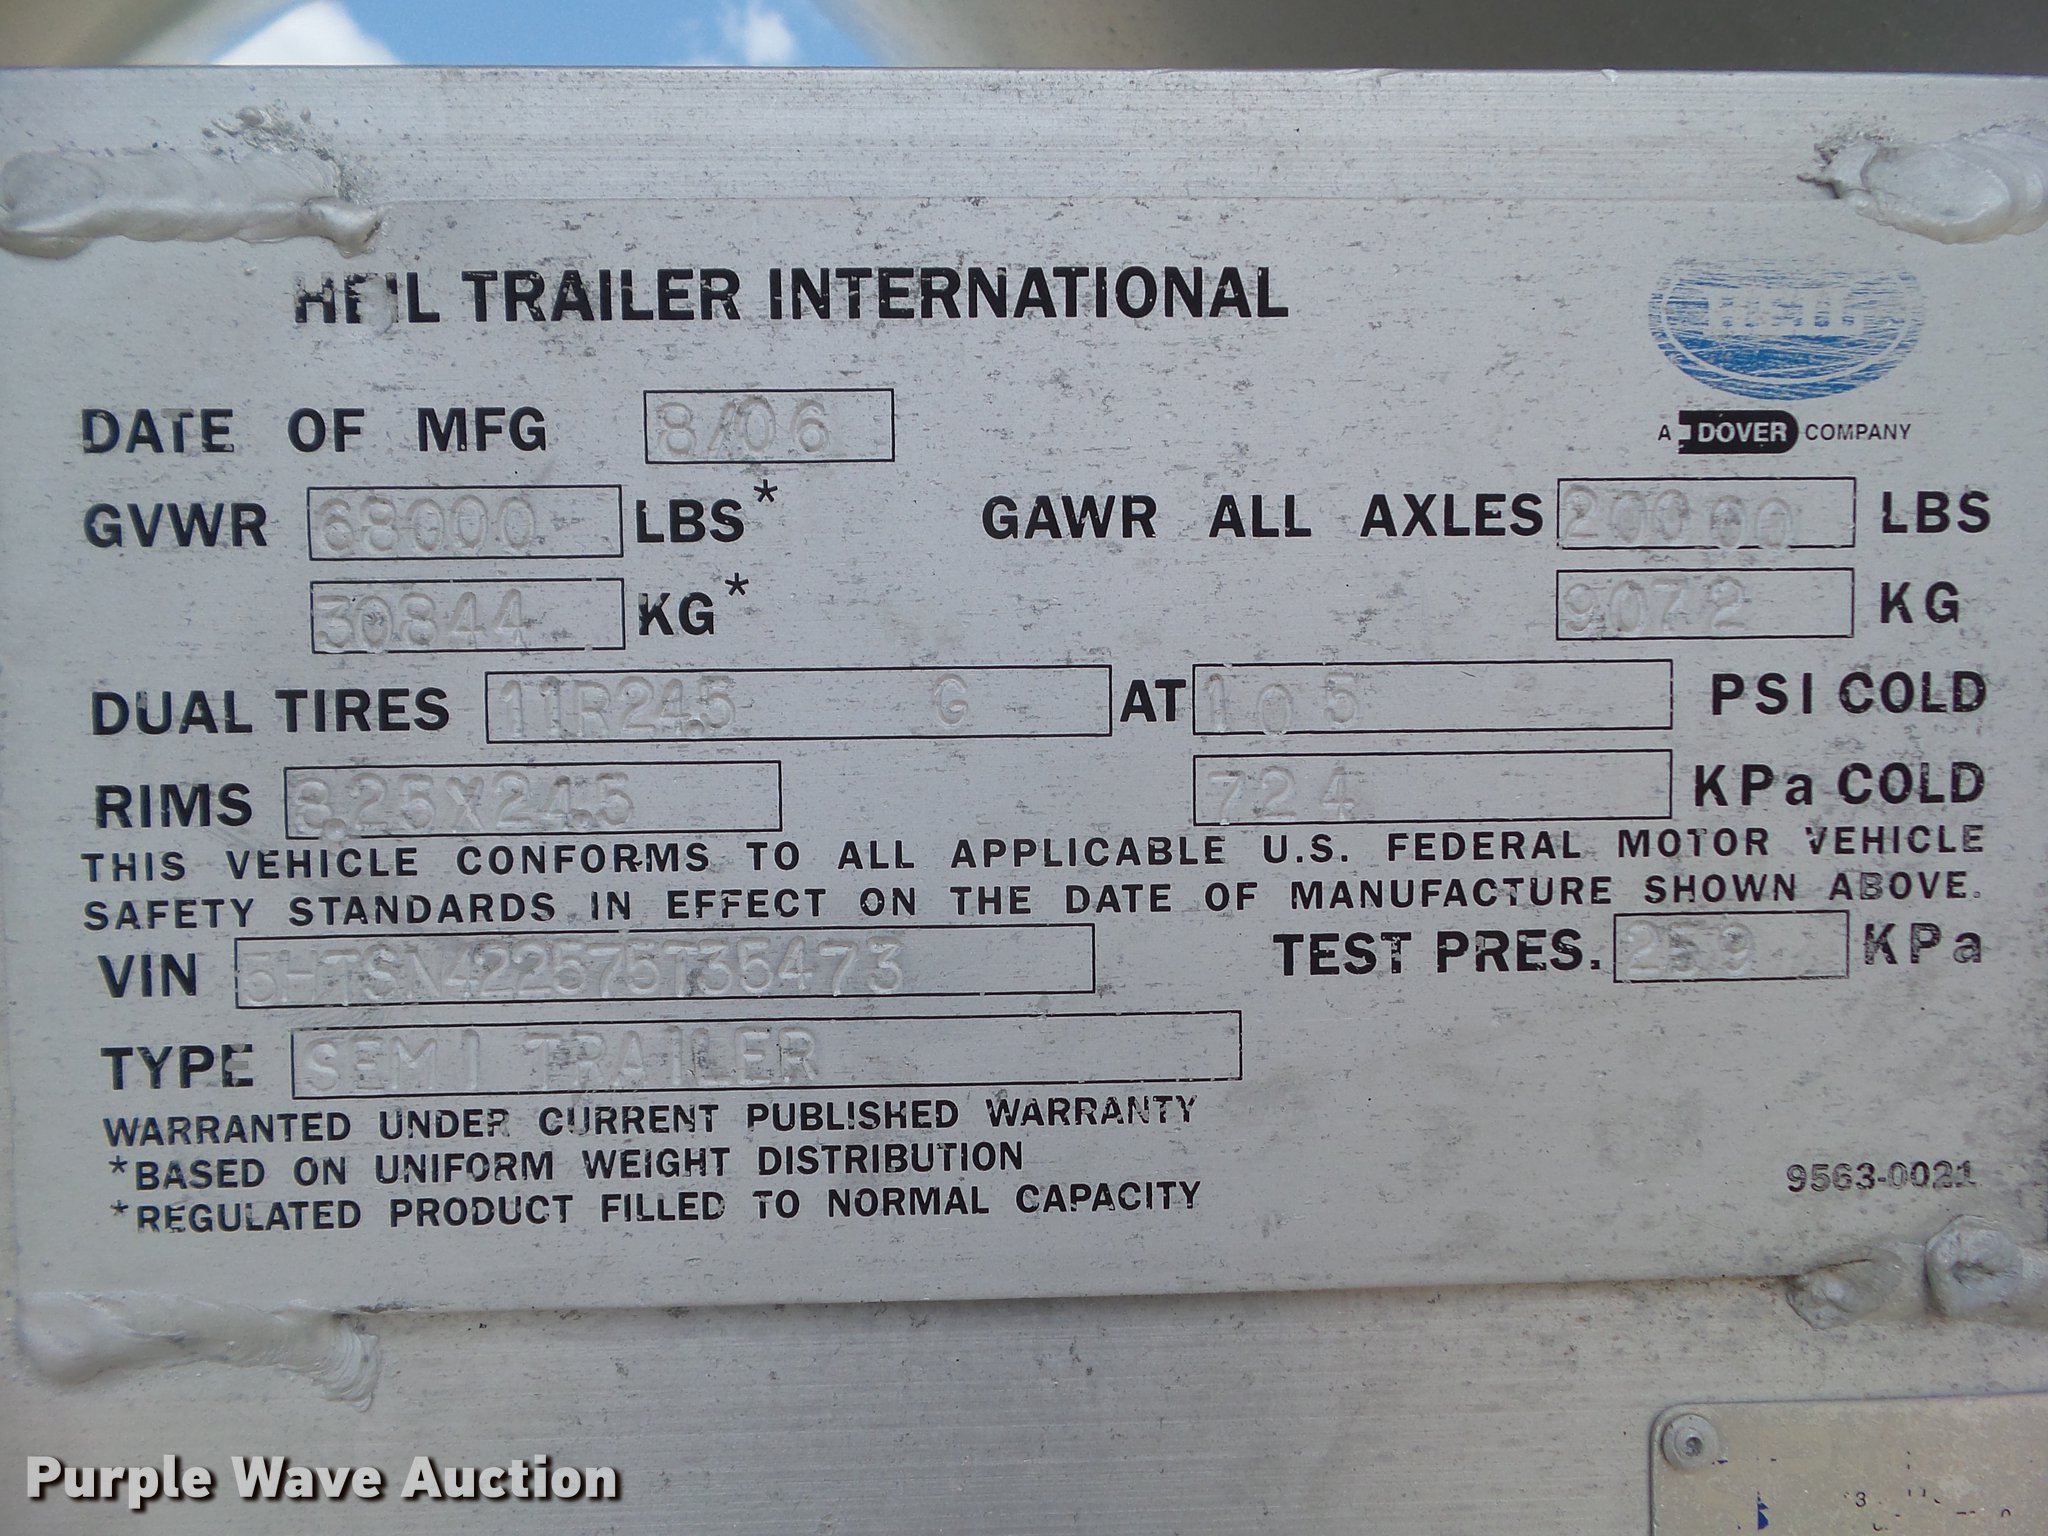 HEIL TRAILER INTERNATIONAL
HEIL
A DOVER COMPANY
DATE OF MFG 8/06
GVWR 68000 LBS* GAWR ALL AXLES 20000 LBS
30844 KG* 9072 KG
DUAL TIRES 11R24.5 G AT 105 PSI COLD
RIMS 8.25X24.5 724 KPa COLD
THIS VEHICLE CONFORMS TO ALL APPLICABLE U.S. FEDERAL MOTOR VEHICLE
SAFETY STANDARDS IN EFFECT ON THE DATE OF MANUFACTURE SHOWN ABOVE.
VIN 5HTSN422575T35473 TEST PRES. 259 KPa
TYPE SEMI TRAILER
WARRANTED UNDER CURRENT PUBLISHED WARRANTY
*BASED ON UNIFORM WEIGHT DISTRIBUTION
*REGULATED PRODUCT FILLED TO NORMAL CAPACITY
9563-0021
Purple Wave Auction